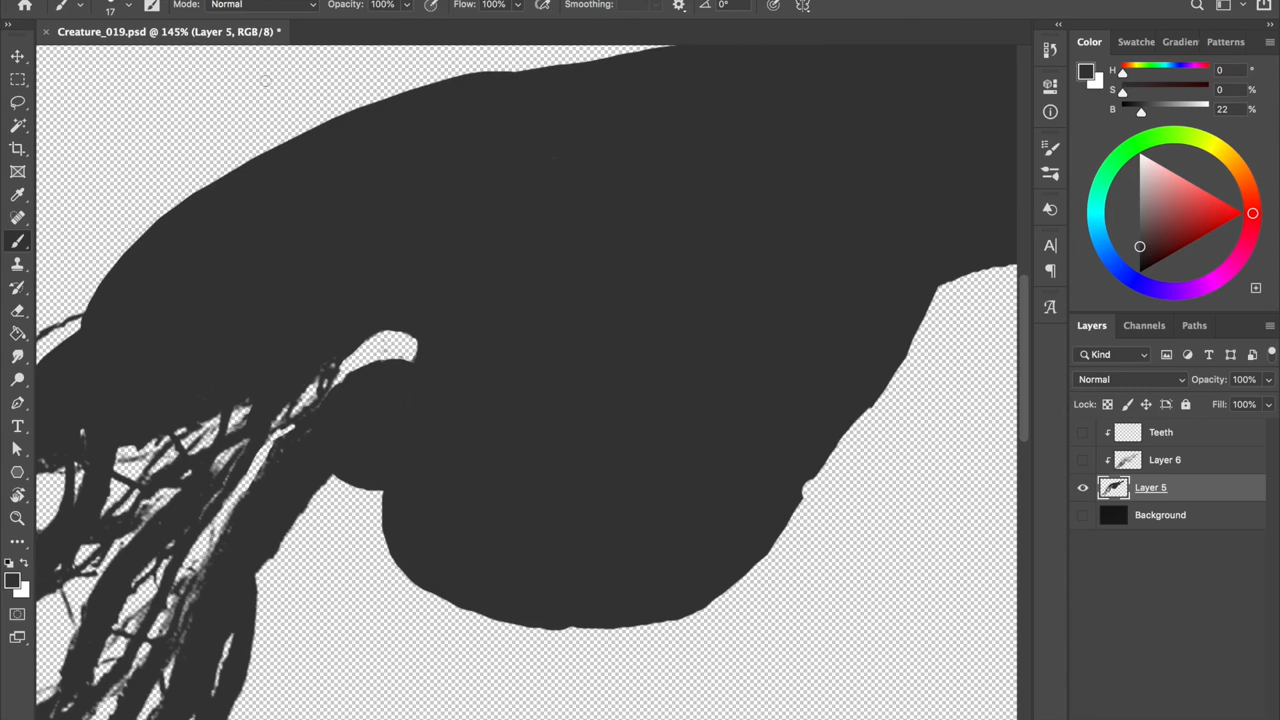 17 Mode: Normal Opacity: 100% Flow: 100% Smoothing: 0°
Creature_019.psd @ 145% (Layer 5, RGB/8) *
Color Swatche Gradien Patterns
H 0 °
S 0 %
B 22 %
Layers Channels Paths
Kind
Normal Opacity: 100%
Lock: Fill: 100%
Teeth
Layer 6
Layer 5
Background